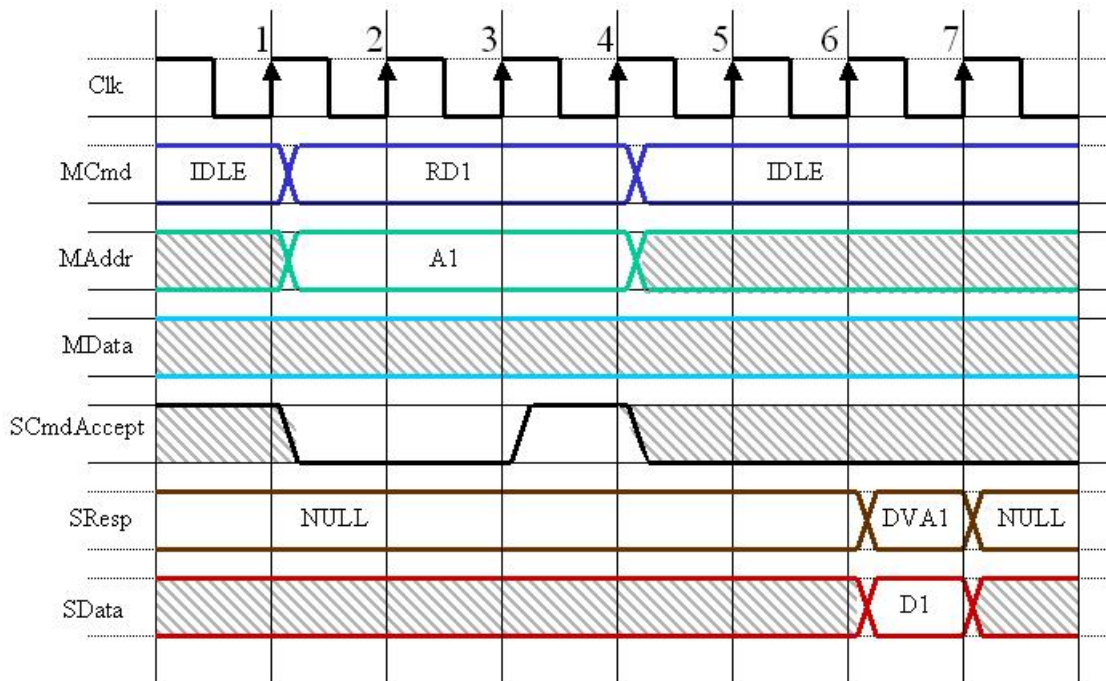 1 2 3 4 5 6 7
Clk
MCmd IDLE RD1 IDLE
MAddr A1
MData
SCmdAccept
SResp NULL DVA1 NULL
SData D1